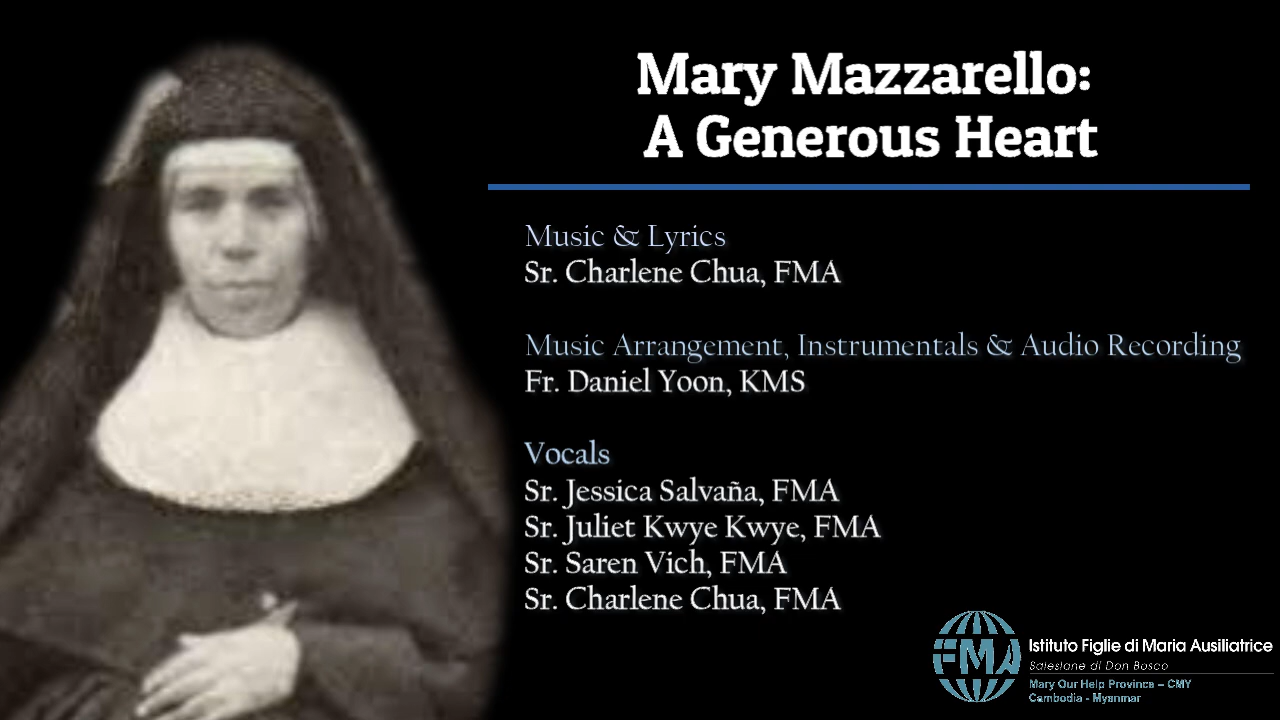 Mary Mazzarello:
A Generous Heart
Music & Lyrics
Sr. Charlene Chua, FMA
Music Arrangement, Instrumentals & Audio Recording
Fr. Daniel Yoon, KMS
Vocals
Sr. Jessica Salvaña, FMA
Sr. Juliet Kwye Kwye, FMA
Sr. Saren Vich, FMA
Sr. Charlene Chua, FMA
FMA
Istituto Figlie di Maria Ausiliatrice
Salesiane di Don Bosco
Mary Our Help Province – CMY
Cambodia - Myanmar